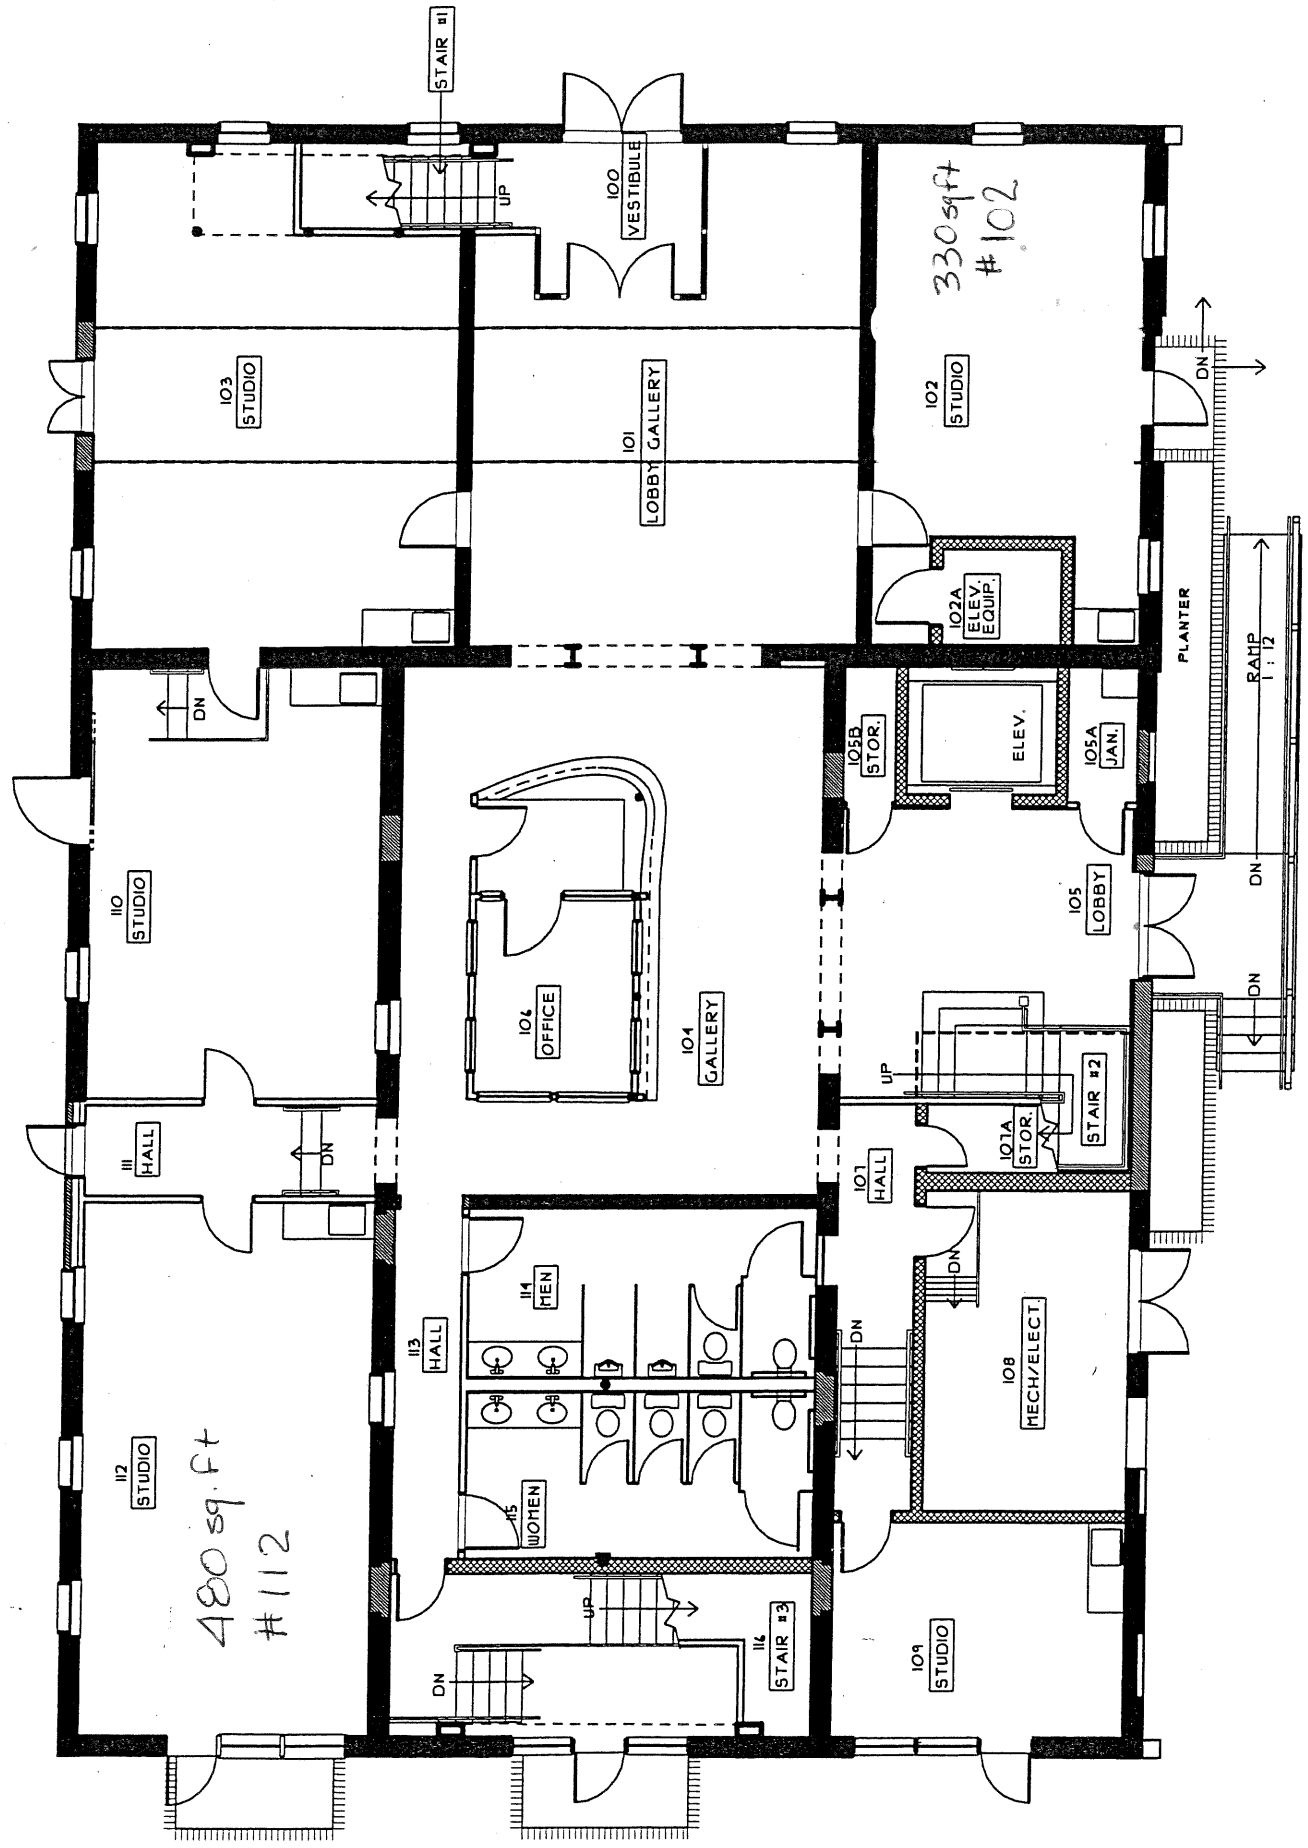 STAIR #1
100
VESTIBULE
UP
330 sqft
#102
103
STUDIO
101
LOBBY GALLERY
102
STUDIO
DN
102A
ELEV.
EQUIP.
PLANTER
RAMP
1 : 12
DN
DN
105B
STOR.
ELEV.
105A
JAN.
110
STUDIO
106
OFFICE
104
GALLERY
105
LOBBY
DN
UP
107A
STOR.
STAIR #2
111
HALL
DN
107
HALL
DN
114
MEN
113
HALL
DN
108
MECH/ELECT.
112
STUDIO
480 sq.ft
#112
115
WOMEN
UP
DN
116
STAIR #3
109
STUDIO